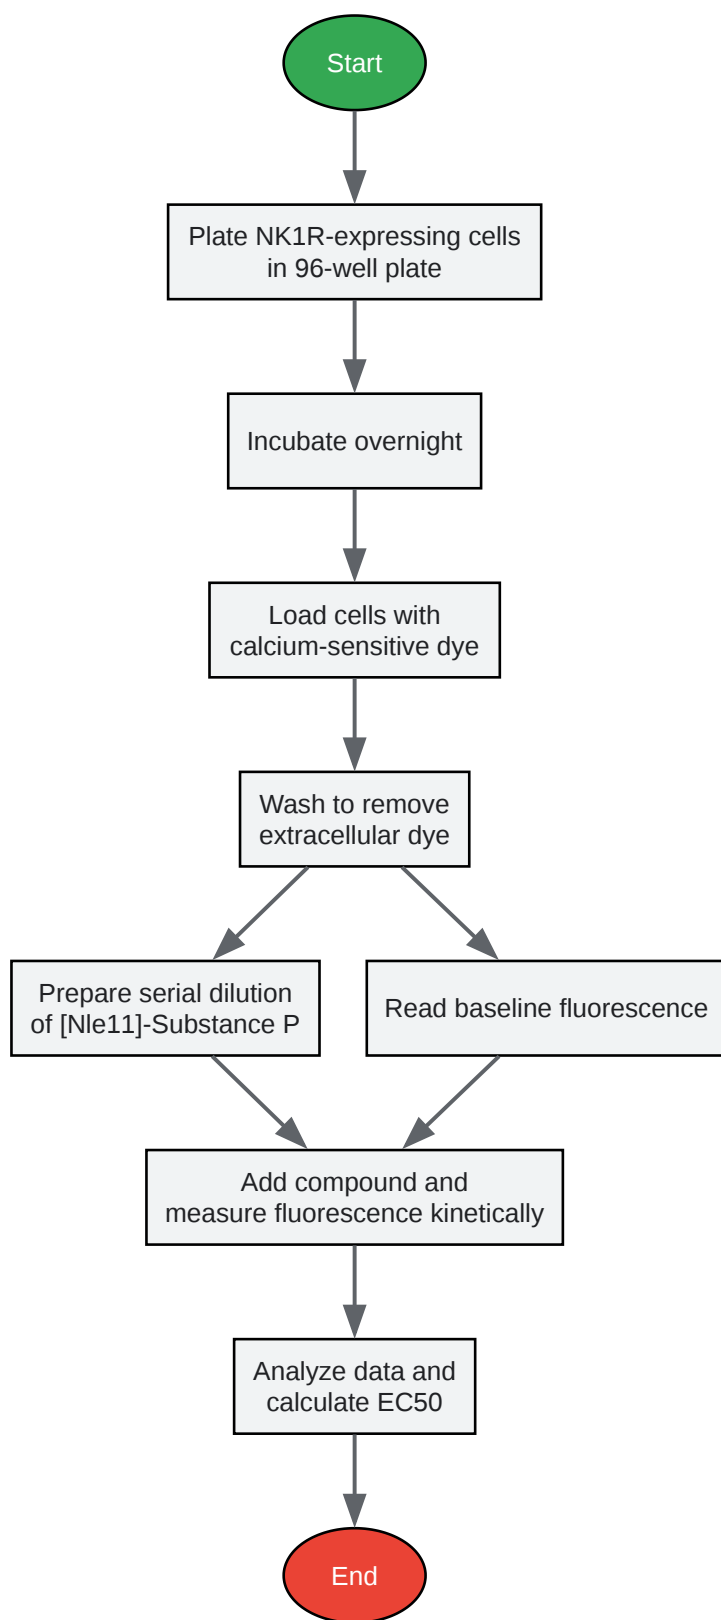 Start
Plate NK1R-expressing cells
in 96-well plate
Incubate overnight
Load cells with
calcium-sensitive dye
Wash to remove
extracellular dye
Prepare serial dilution
of [Nle11]-Substance P
Read baseline fluorescence
Add compound and
measure fluorescence kinetically
Analyze data and
calculate EC50
End